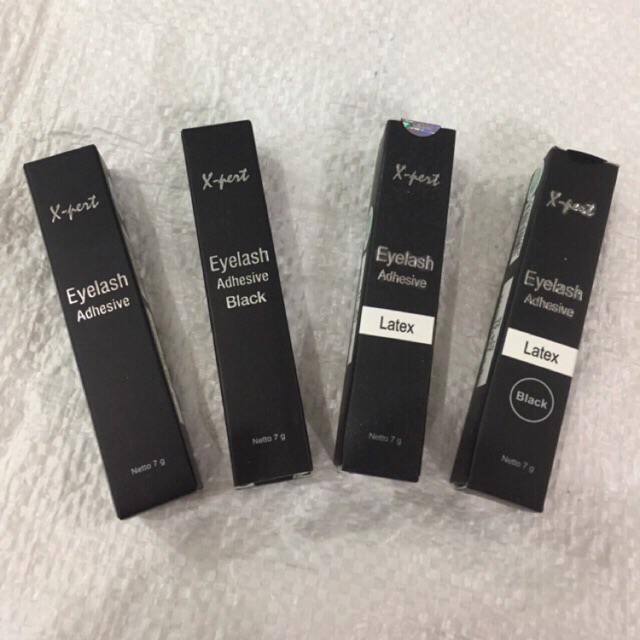 X-pert
Eyelash
Adhesive
Netto 7 g
X-pert
Eyelash
Adhesive
Black
Netto 7 g
X-pert
Eyelash
Adhesive
Latex
Netto 7 g
X-pert
Eyelash
Adhesive
Latex
Black
Netto 7 g